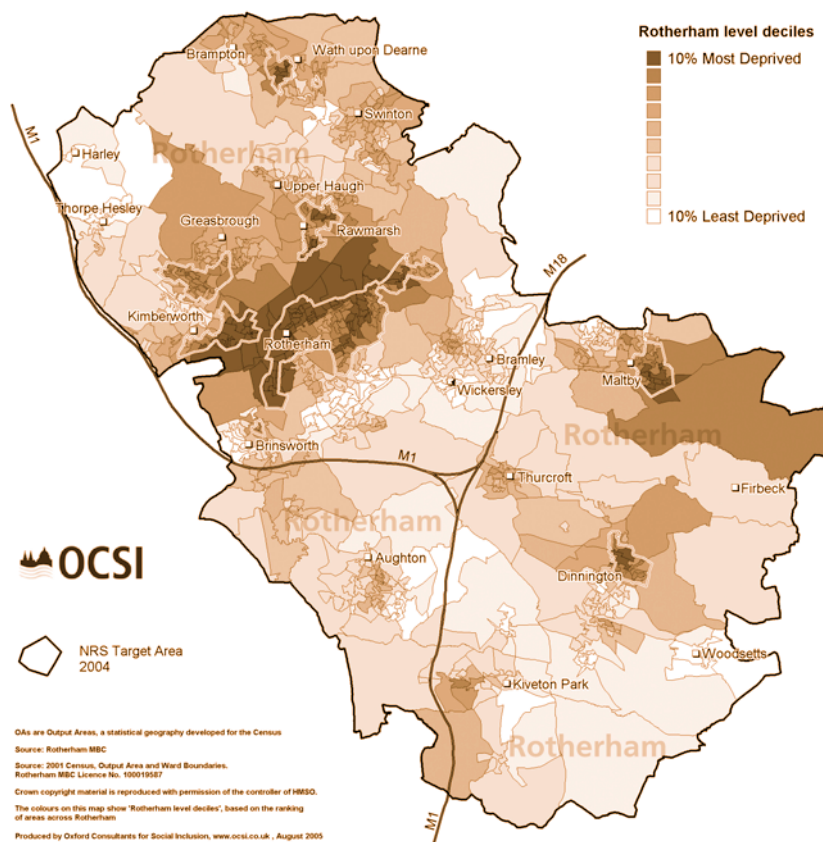 Rotherham level deciles
10% Most Deprived
10% Least Deprived
Brampton
Wath upon Dearne
Swinton
M1
Harley
Rotherham
Upper Haugh
Thorpe Hesley
Greasbrough
Rawmarsh
M18
Kimberworth
Rotherham
Bramley
Maltby
Wickersley
Rotherham
Brinsworth
M1
Thurcroft
Firbeck
Rotherham
OCSI
Aughton
Dinnington
NRS Target Area
2004
Woodsetts
Kiveton Park
Rotherham
OAs are Output Areas, a statistical geography developed for the Census
Source: Rotherham MBC
Source: 2001 Census, Output Area and Ward Boundaries.
Rotherham MBC Licence No. 100019587
Crown copyright material is reproduced with permission of the controller of HMSO.
The colours on this map show 'Rotherham level deciles', based on the ranking
of areas across Rotherham
Produced by Oxford Consultants for Social Inclusion, www.ocsi.co.uk , August 2005
M1